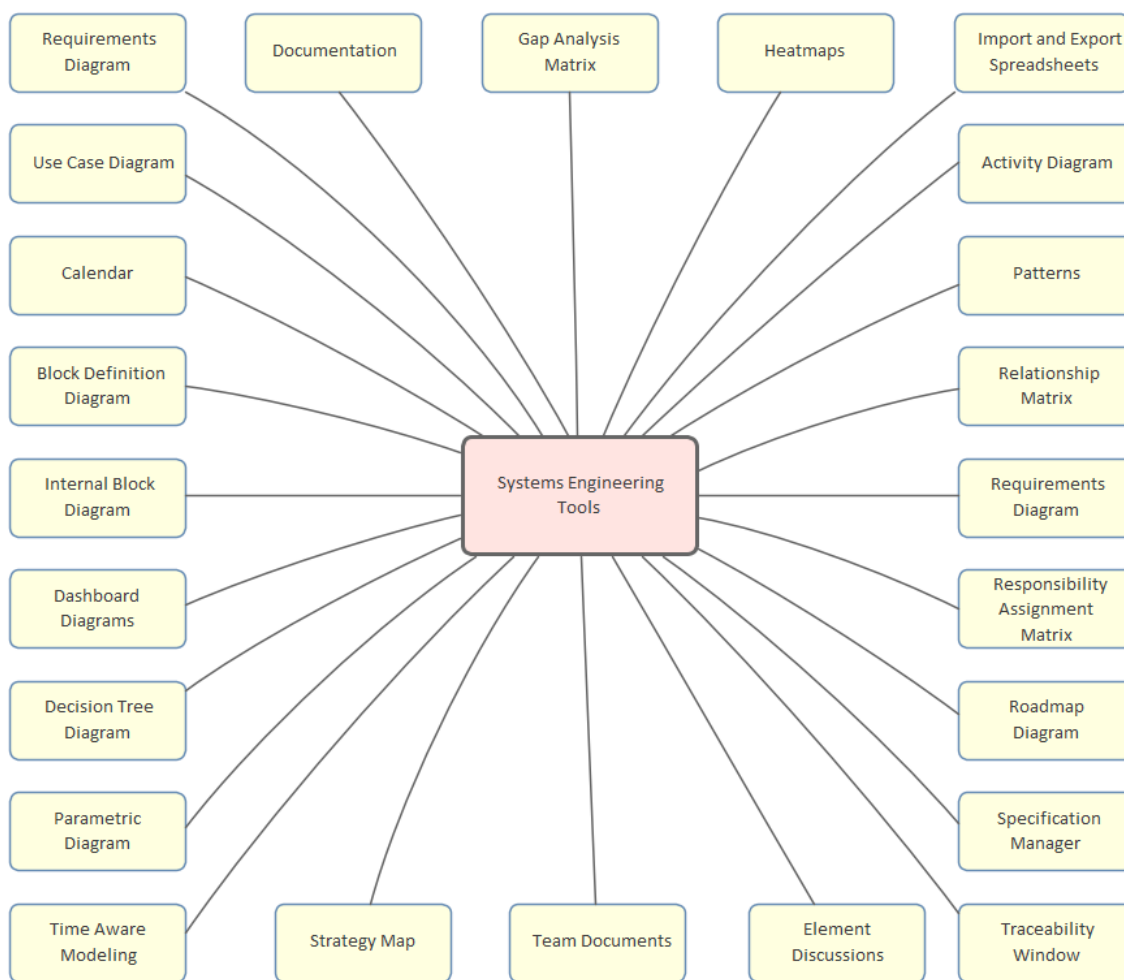 Requirements
Diagram
Documentation
Gap Analysis
Matrix
Heatmaps
Import and Export
Spreadsheets
Use Case Diagram
Activity Diagram
Calendar
Patterns
Block Definition
Diagram
Relationship
Matrix
Systems Engineering
Tools
Internal Block
Diagram
Requirements
Diagram
Dashboard
Diagrams
Responsibility
Assignment
Matrix
Decision Tree
Diagram
Roadmap
Diagram
Parametric
Diagram
Specification
Manager
Time Aware
Modeling
Strategy Map
Team Documents
Element
Discussions
Traceability
Window